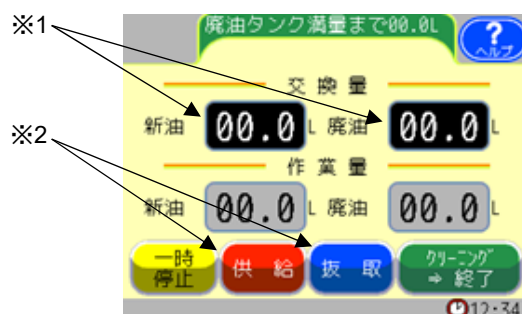 ※1
廃油タンク満量まで00.0L
?
ヘルプ
交換量
新油 00.0 L 廃油 00.0 L
※2
作業量
新油 00.0 L 廃油 00.0 L
一時
停止
供給
抜取
クリーニング
⇒ 終了
12:34